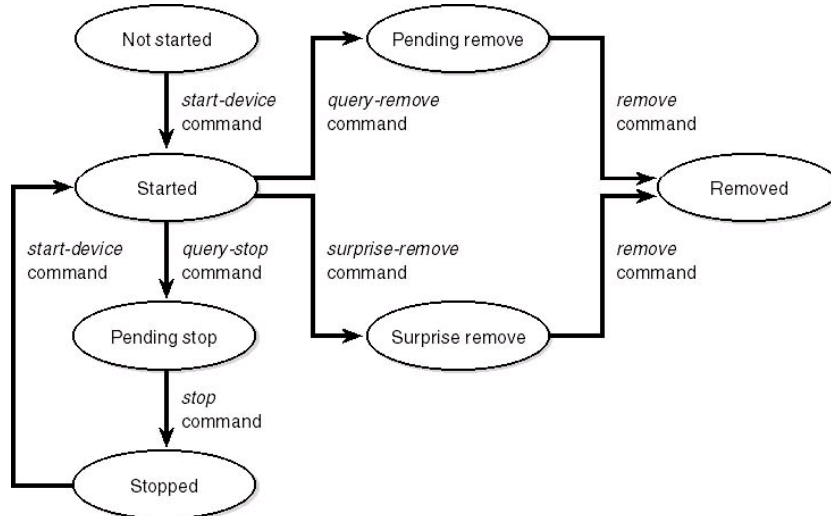 Not started
Pending remove
start-device
command
query-remove
command
remove
command
Started
Removed
start-device
command
query-stop
command
surprise-remove
command
remove
command
Pending stop
Surprise remove
stop
command
Stopped